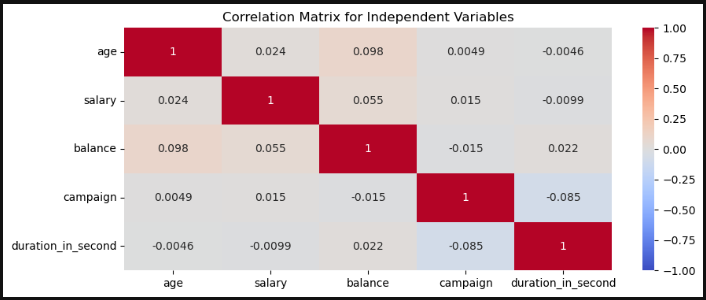 Correlation Matrix for Independent Variables
age 1 0.024 0.098 0.0049 -0.0046
salary 0.024 1 0.055 0.015 -0.0099
balance 0.098 0.055 1 -0.015 0.022
campaign 0.0049 0.015 -0.015 1 -0.085
duration_in_second -0.0046 -0.0099 0.022 -0.085 1
age salary balance campaign duration_in_second
1.00
0.75
0.50
0.25
0.00
−0.25
−0.50
−0.75
−1.00